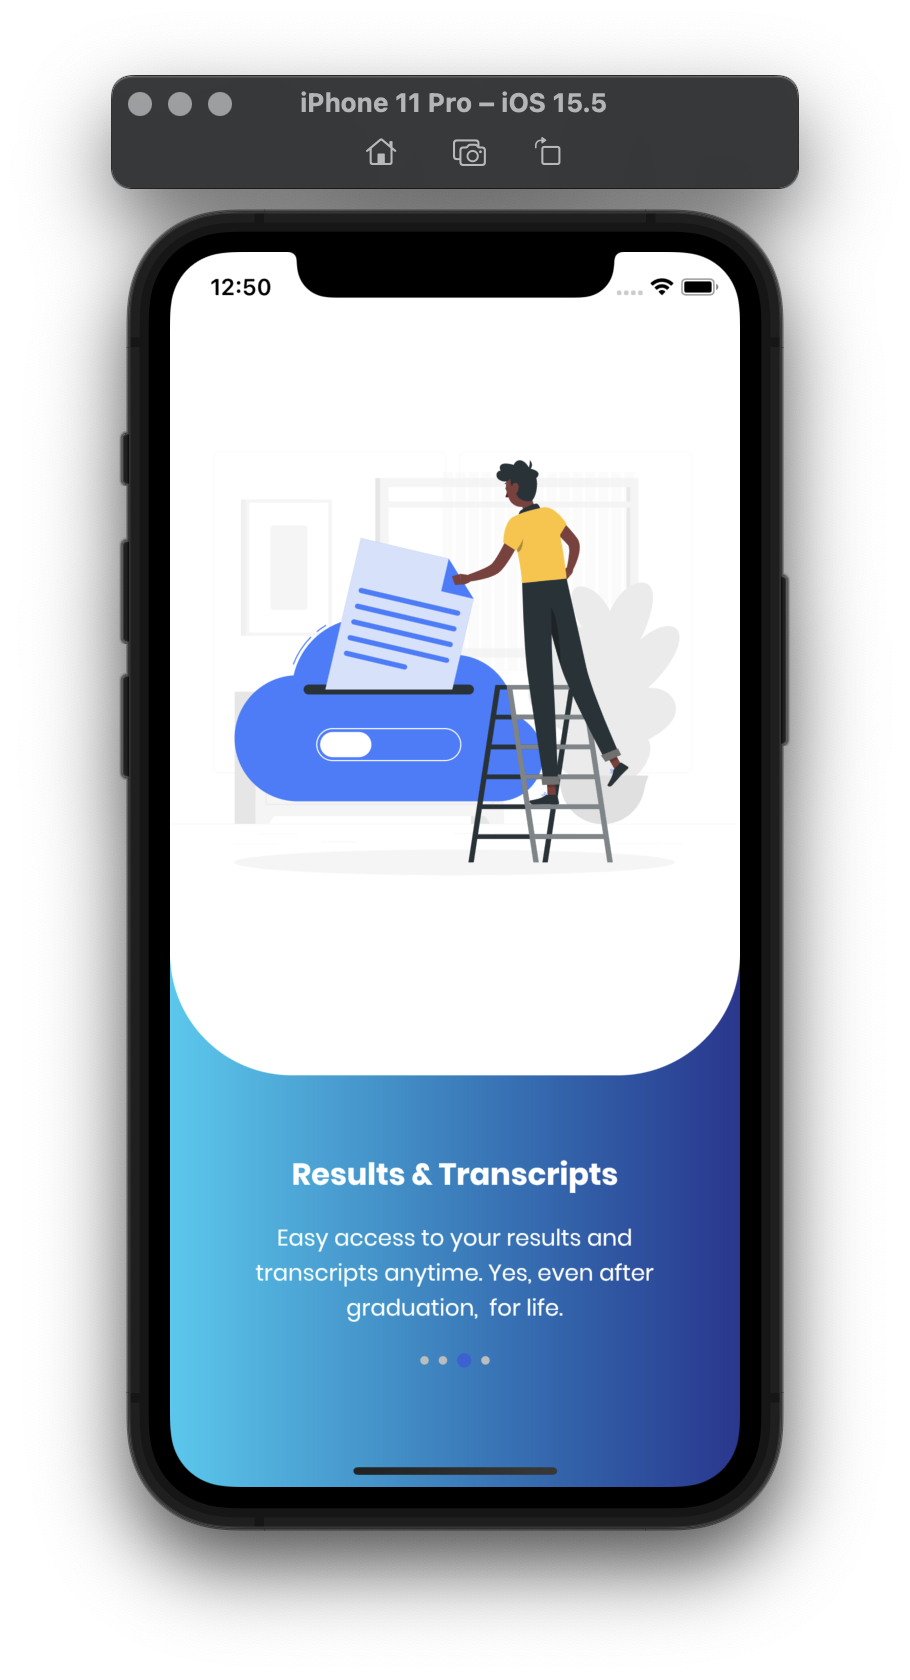 iPhone 11 Pro – iOS 15.5
12:50
Results & Transcripts
Easy access to your results and
transcripts anytime. Yes, even after
graduation,  for life.